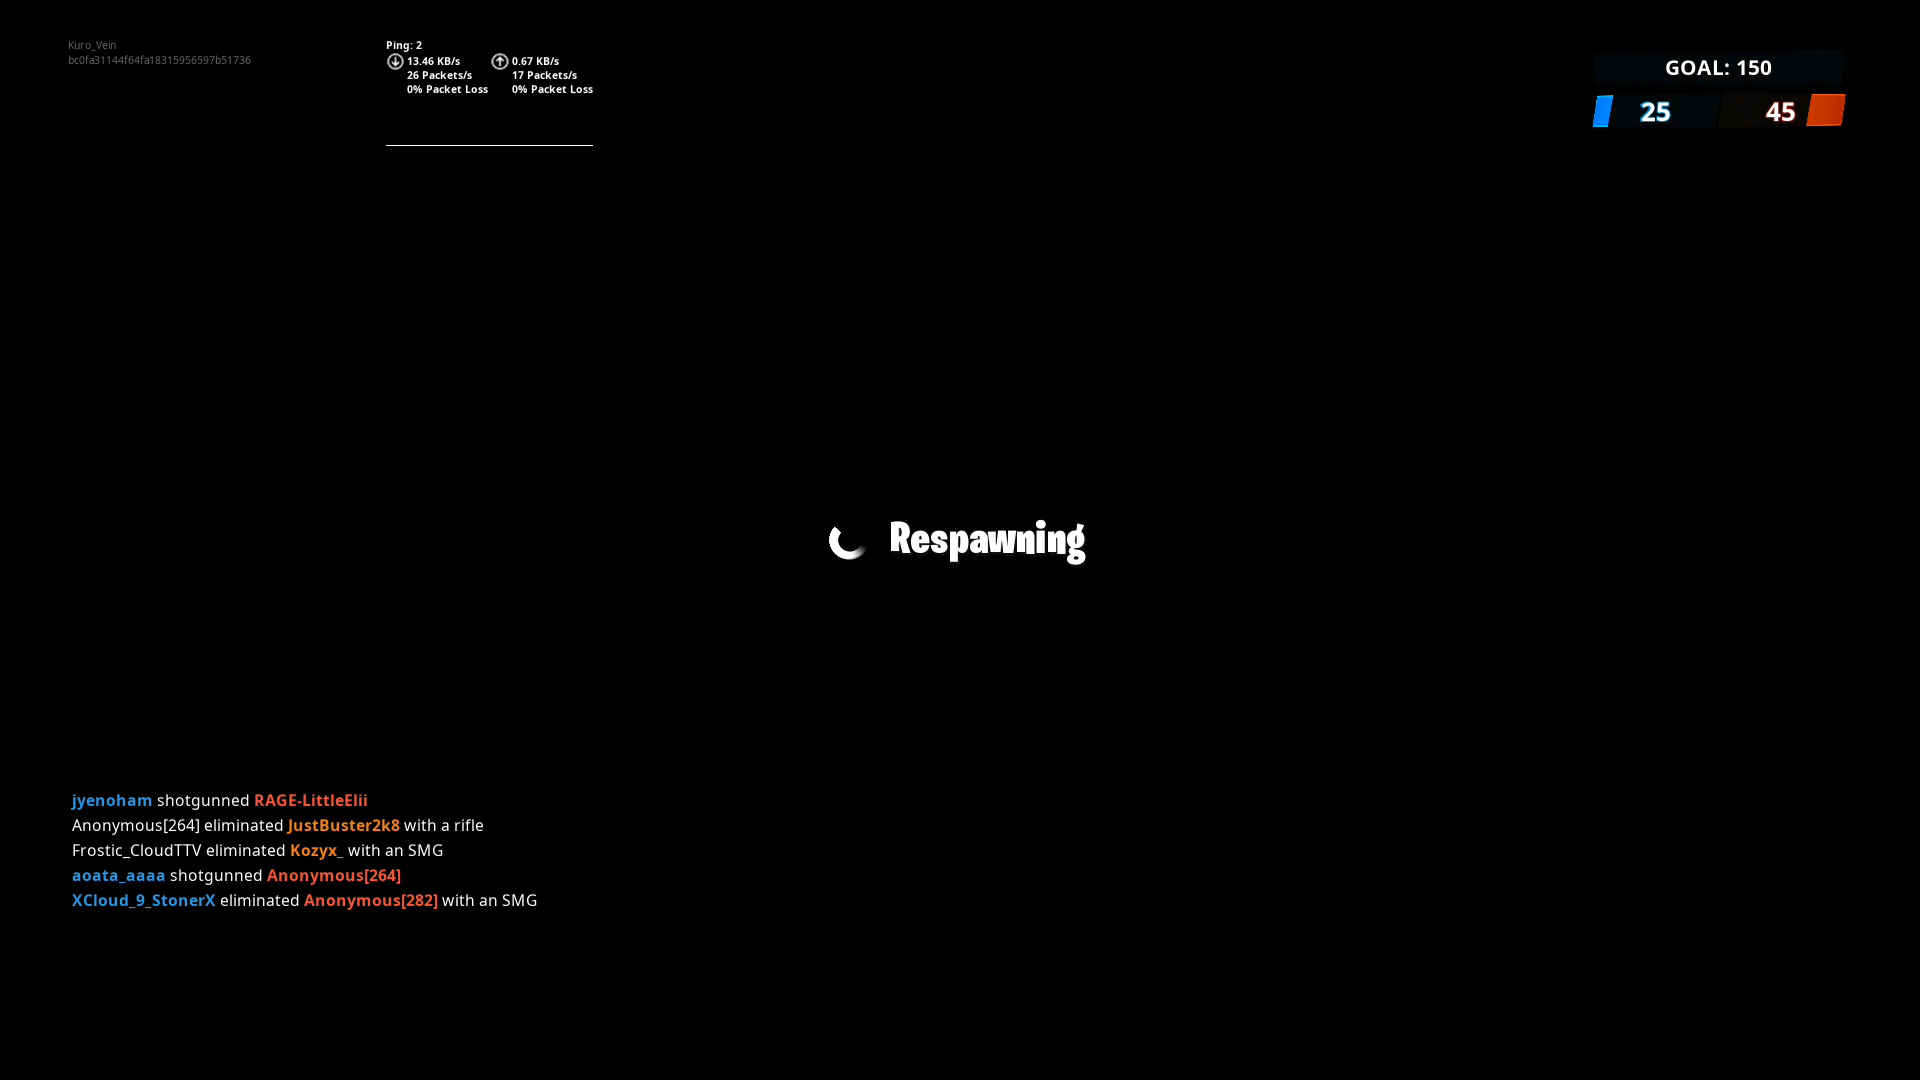 Kuro_Vein
bc0fa31144f64fa18315956597b51736
Ping: 2
13.46 KB/s
26 Packets/s
0% Packet Loss
0.67 KB/s
17 Packets/s
0% Packet Loss
GOAL: 150
25 45
Respawning
jyenoham shotgunned RAGE-LittleElii
Anonymous[264] eliminated JustBuster2k8 with a rifle
Frostic_CloudTTV eliminated Kozyx_ with an SMG
aoata_aaaa shotgunned Anonymous[264]
XCloud_9_StonerX eliminated Anonymous[282] with an SMG